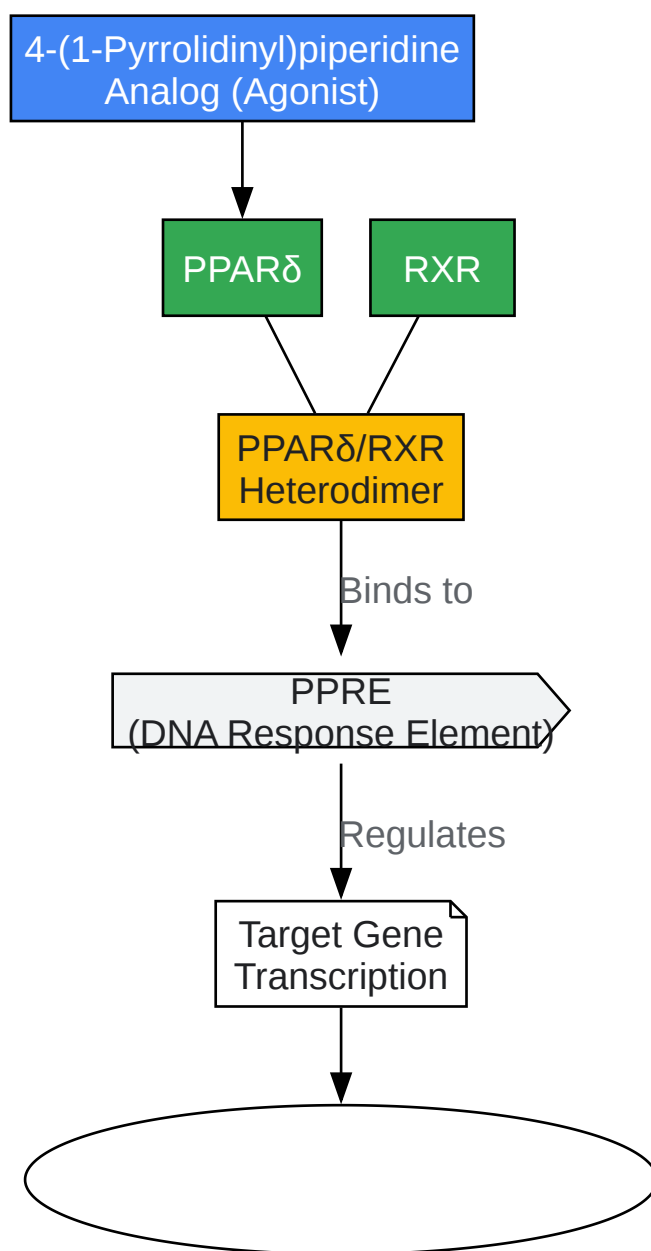 4-(1-Pyrrolidinyl)piperidine
Analog (Agonist)
PPARδ
RXR
PPARδ/RXR
Heterodimer
Binds to
PPRE
(DNA Response Element)
Regulates
Target Gene
Transcription